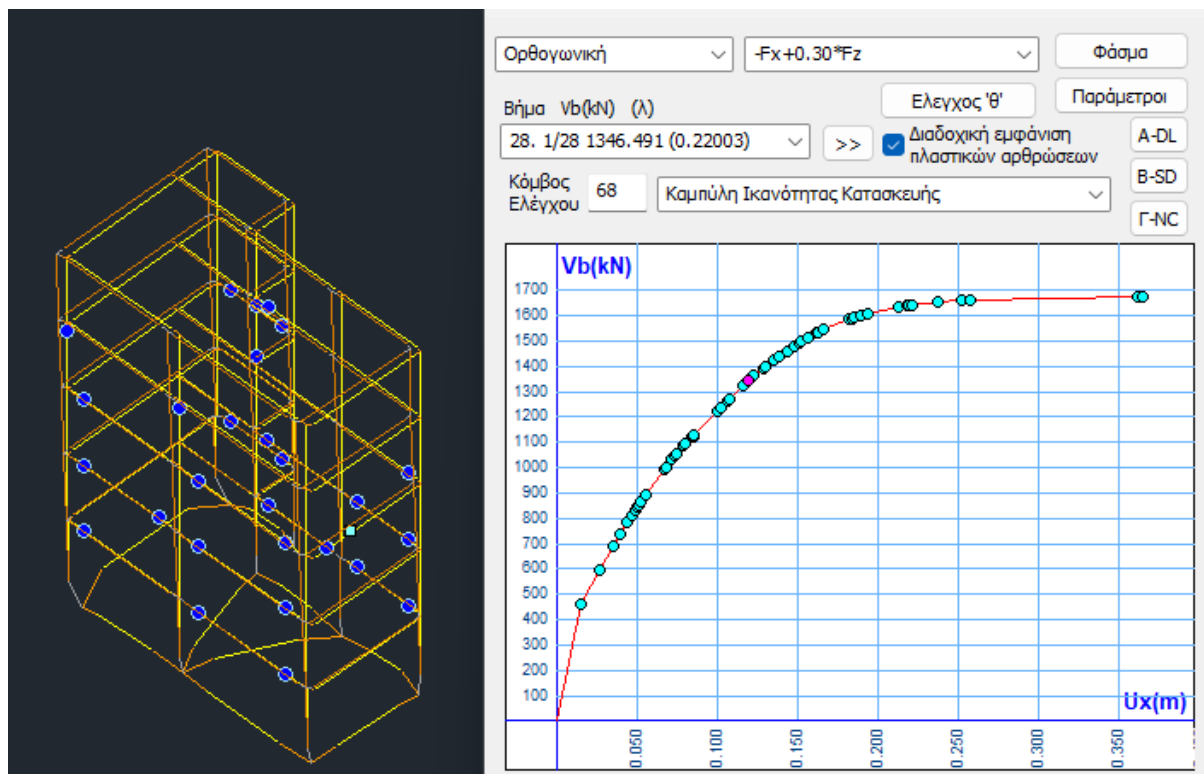 Ορθογωνική -Fx+0.30*Fz Φάσμα
Βήμα Vb(kN) (λ) Ελεγχος 'θ' Παράμετροι
28. 1/28 1346.491 (0.22003) >> Διαδοχική εμφάνιση πλαστικών αρθρώσεων A-DL
Κόμβος Ελέγχου 68 Καμπύλη Ικανότητας Κατασκευής B-SD
Γ-NC
Vb(kN)
1700
1600
1500
1400
1300
1200
1100
1000
900
800
700
600
500
400
300
200
100
Ux(m)
0.050 0.100 0.150 0.200 0.250 0.300 0.350